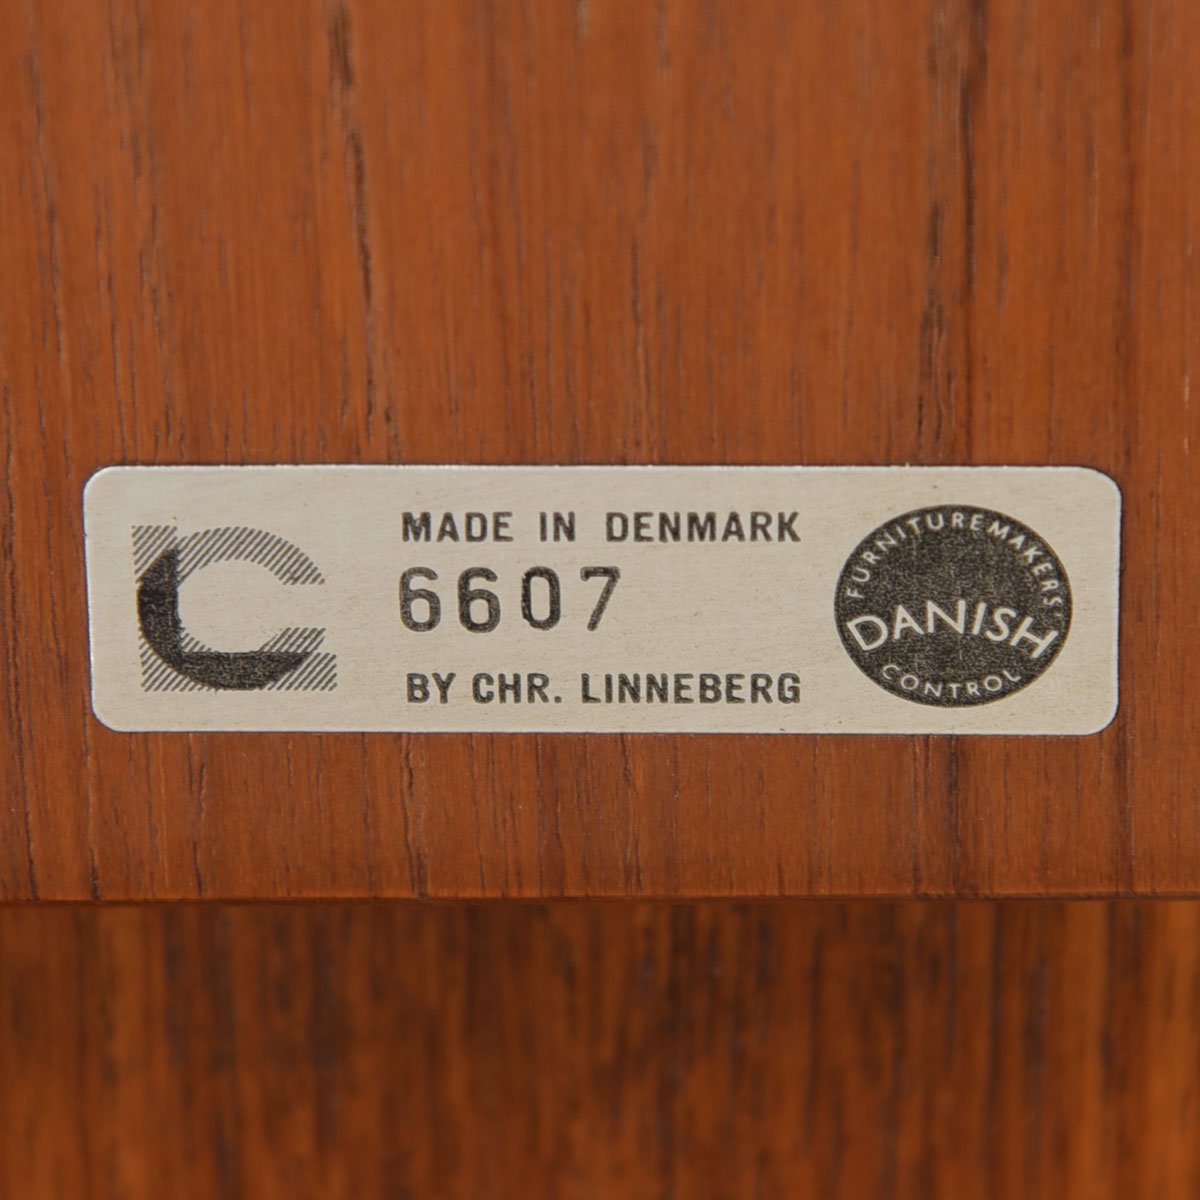 MADE IN DENMARK
6607
BY CHR. LINNEBERG
FURNITUREMAKERS'
DANISH
CONTROL